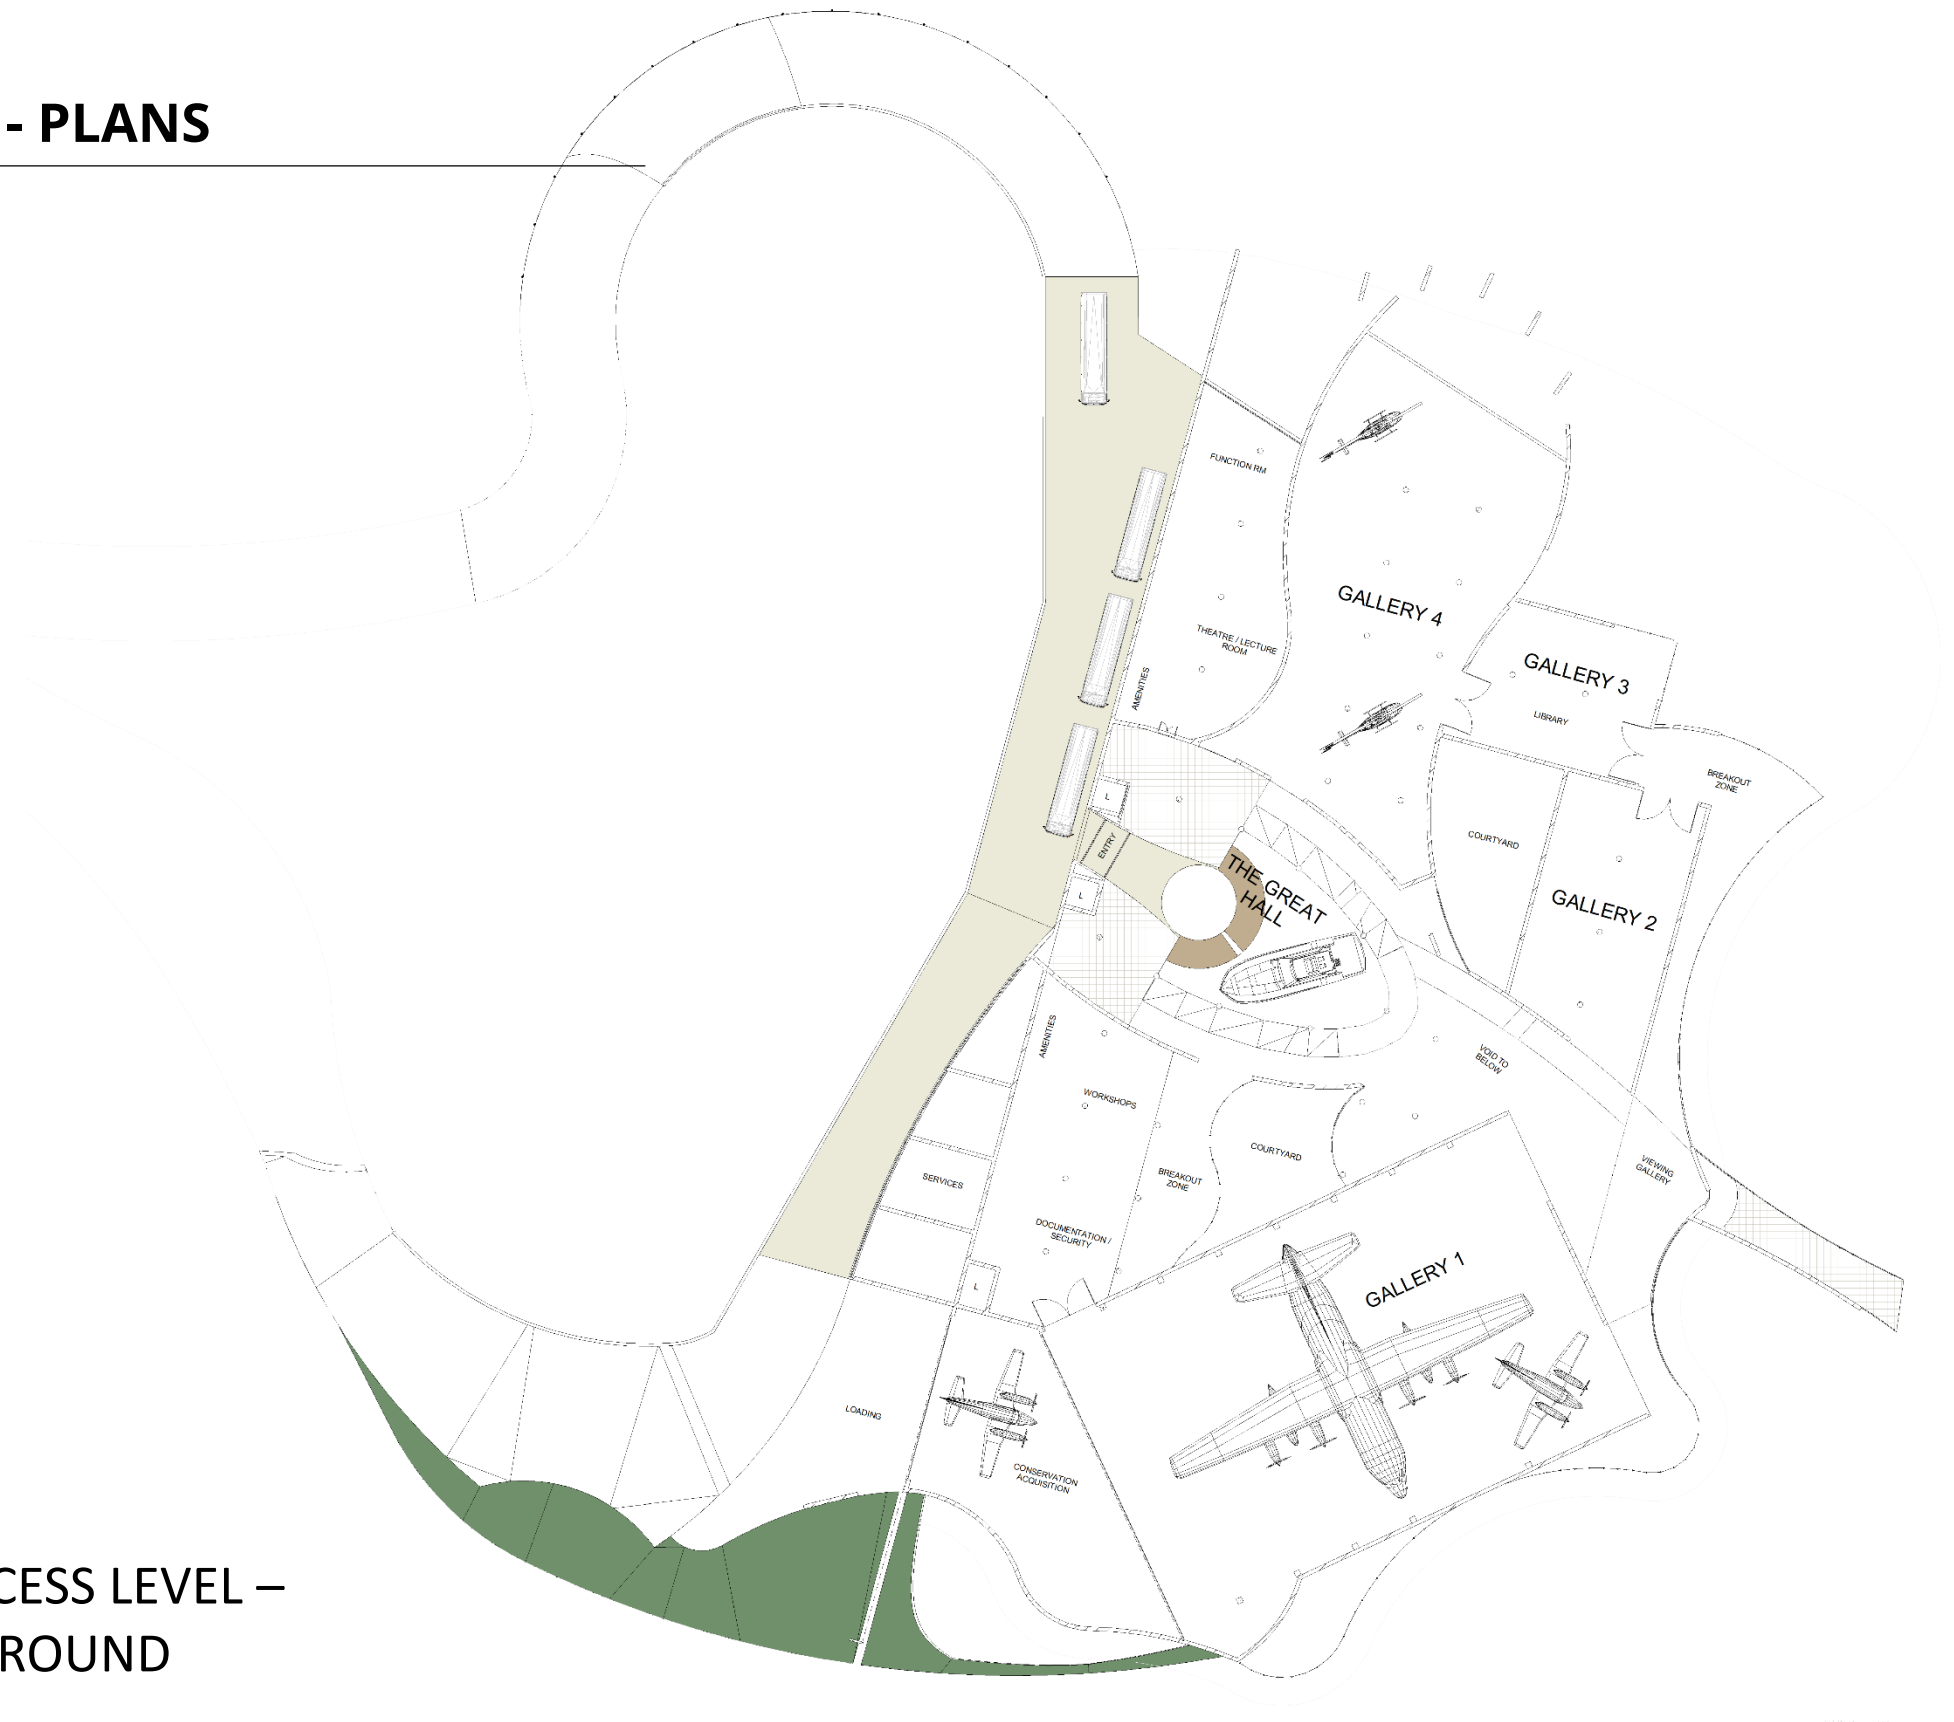 - PLANS
FUNCTION RM
GALLERY 4
THEATRE / LECTURE
ROOM
GALLERY 3
AMENITIES
LIBRARY
BREAKOUT
ZONE
L
COURTYARD
ENTRY
THE GREAT
HALL
L
GALLERY 2
AMENITIES
VOID TO
BELOW
WORKSHOPS
COURTYARD
VIEWING
GALLERY
BREAKOUT
ZONE
SERVICES
DOCUMENTATION /
SECURITY
GALLERY 1
L
LOADING
CONSERVATION
ACQUISITION
CESS LEVEL –
ROUND